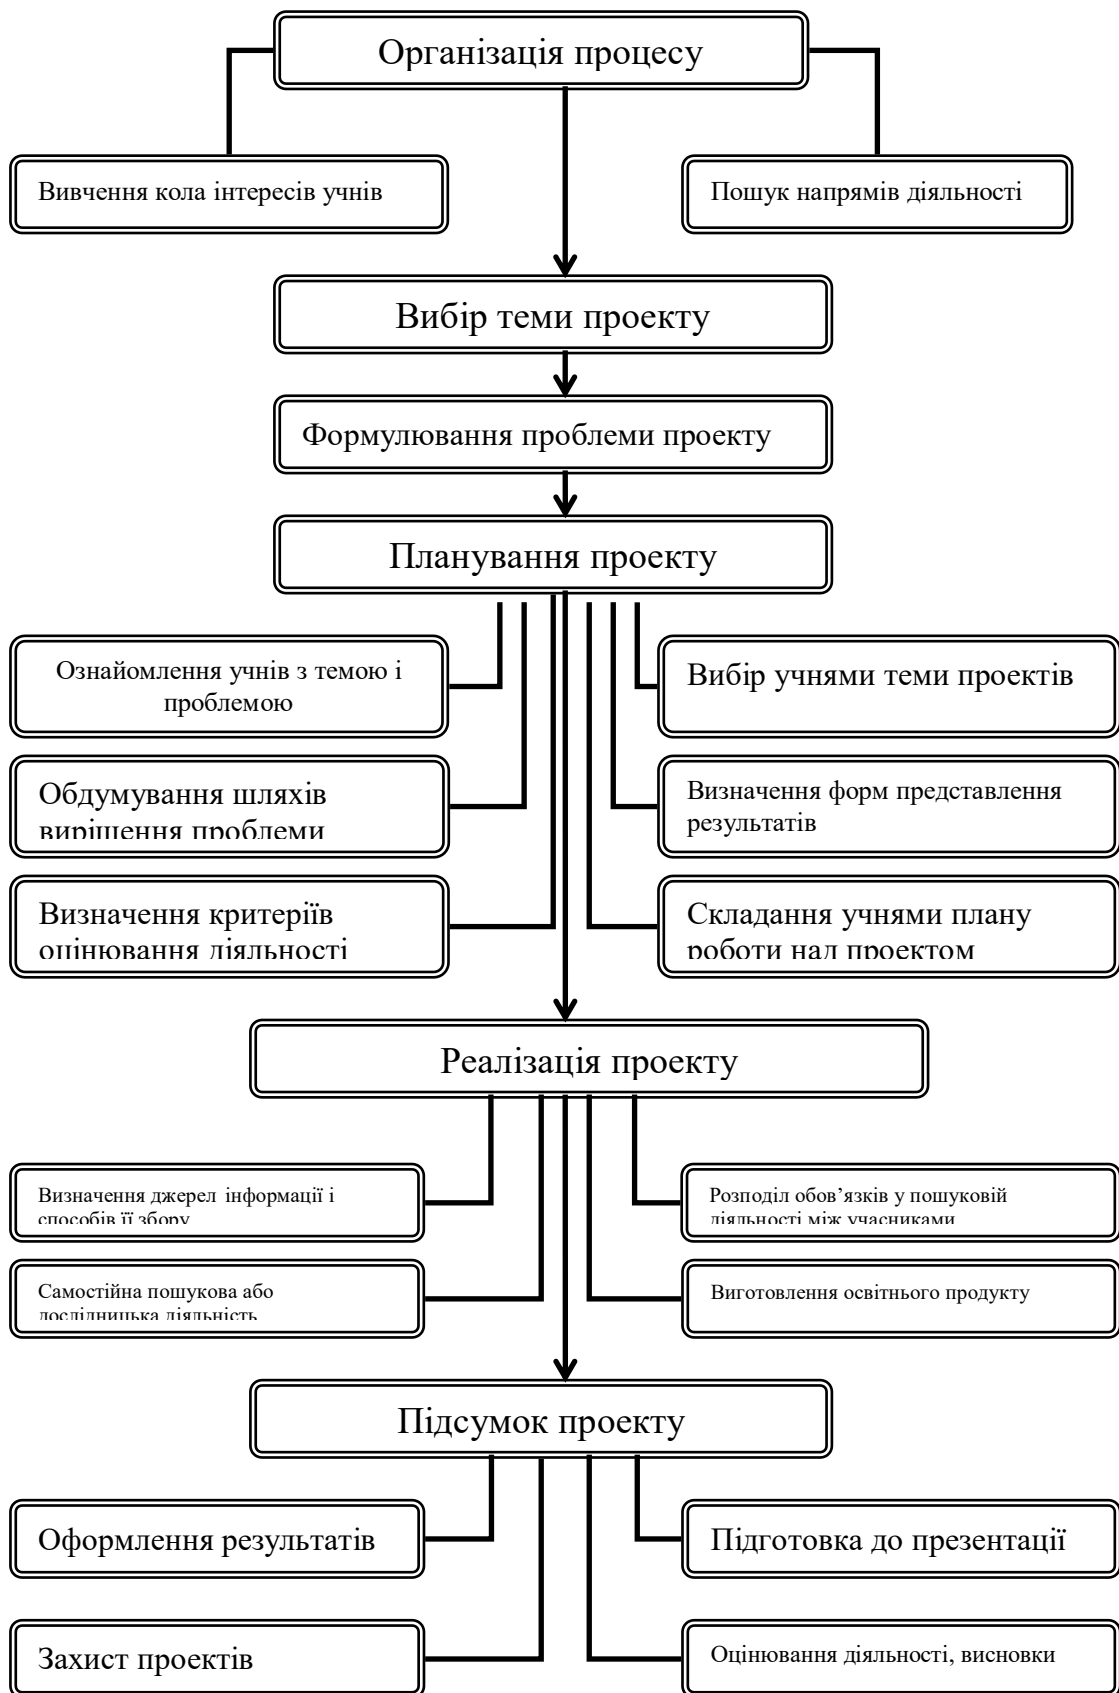 Організація процесу
Вивчення кола інтересів учнів
Пошук напрямів діяльності
Вибір теми проекту
Формулювання проблеми проекту
Планування проекту
Ознайомлення учнів з темою і
проблемою
Вибір учнями теми проектів
Обдумування шляхів
вирішення проблеми
Визначення форм представлення
результатів
Визначення критеріїв
оцінювання діяльності
Складання учнями плану
роботи над проектом
Реалізація проекту
Визначення джерел інформації і
способів її збору
Розподіл обов’язків у пошуковій
діяльності між учасниками
Самостійна пошукова або
дослідницька діяльність
Виготовлення освітнього продукту
Підсумок проекту
Оформлення результатів
Підготовка до презентації
Захист проектів
Оцінювання діяльності, висновки